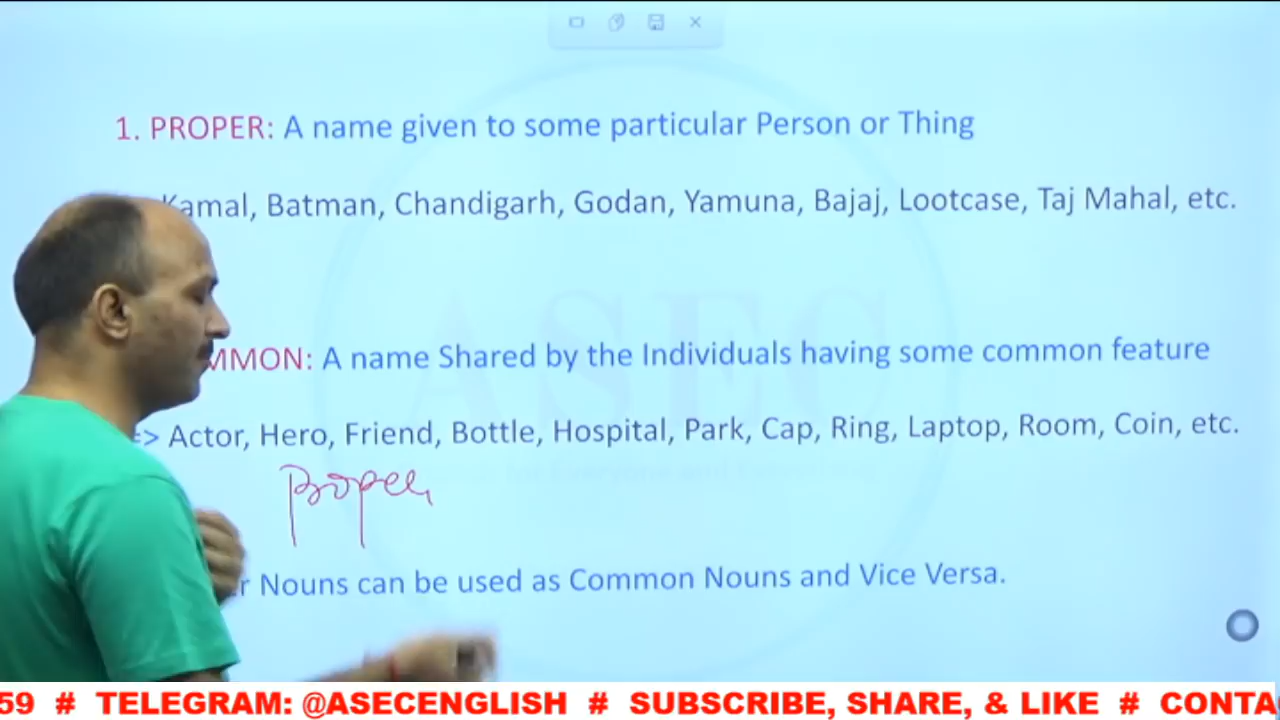 1. PROPER: A name given to some particular Person or Thing
Kamal, Batman, Chandigarh, Godan, Yamuna, Bajaj, Lootcase, Taj Mahal, etc.
ASEC
MMON: A name Shared by the Individuals having some common feature
=> Actor, Hero, Friend, Bottle, Hospital, Park, Cap, Ring, Laptop, Room, Coin, etc.
Proper
r Nouns can be used as Common Nouns and Vice Versa.
59 # TELEGRAM: @ASECENGLISH # SUBSCRIBE, SHARE, & LIKE # CONTA